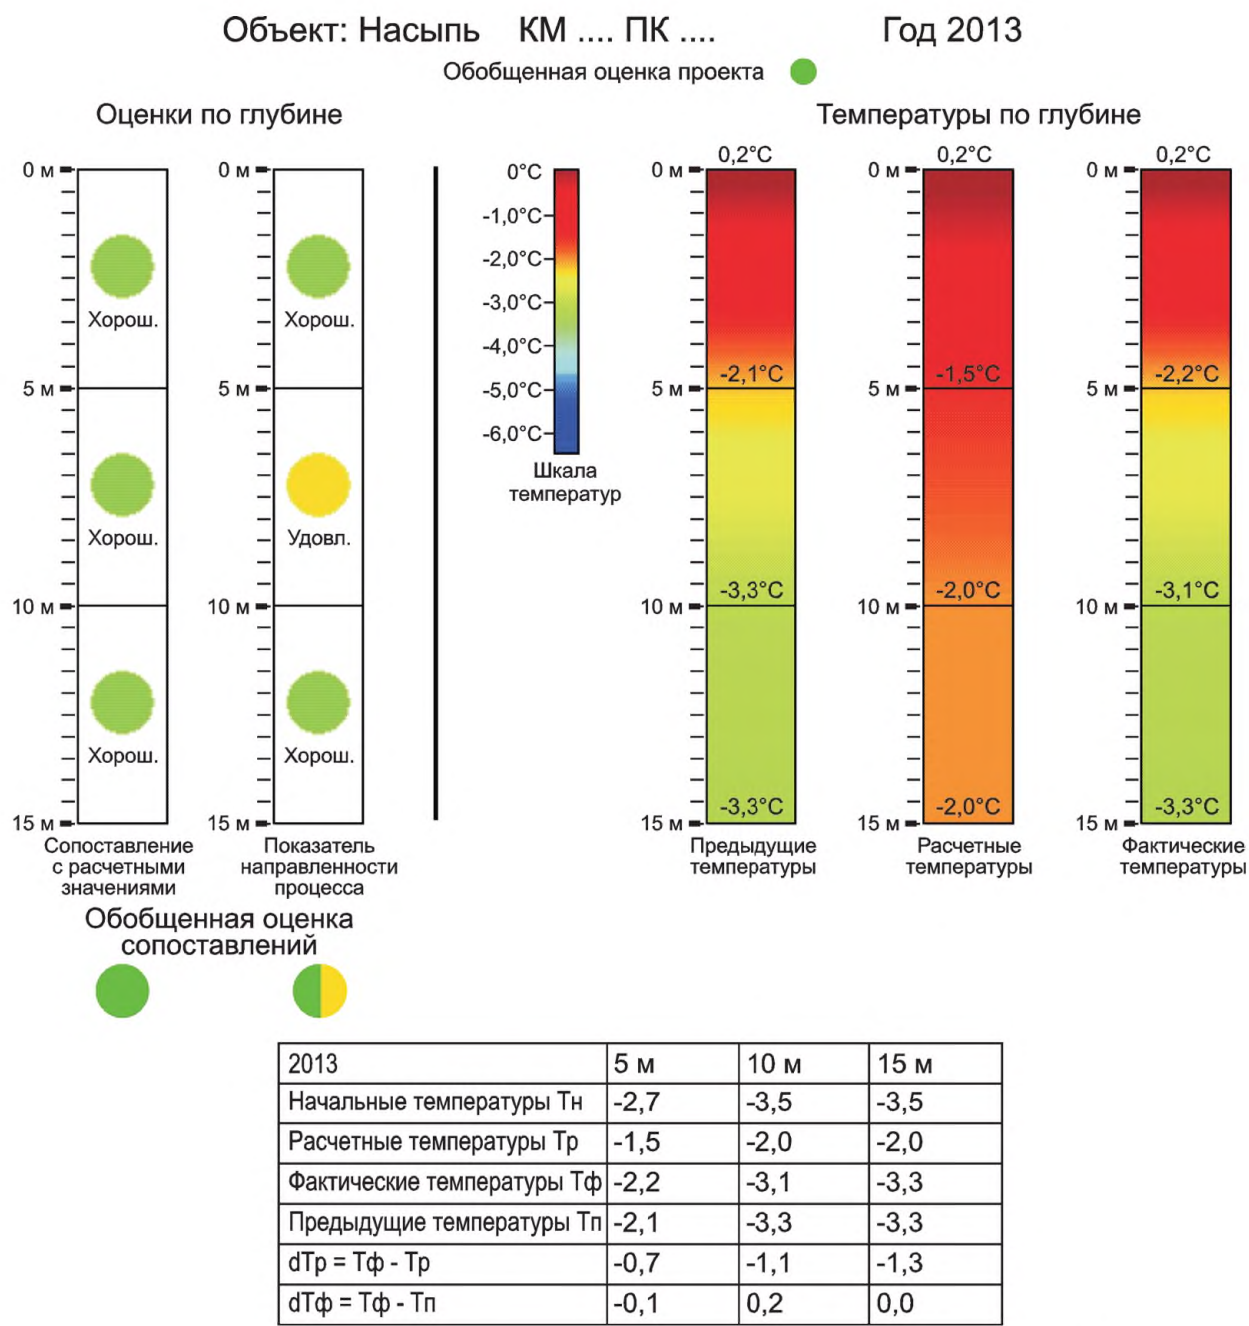 Объект: Насыпь КМ .... ПК .... Год 2013
Обобщенная оценка проекта
Оценки по глубине
0 м
5 м
10 м
15 м
Хорош.
Хорош.
Хорош.
Сопоставление
с расчетными
значениями
0 м
5 м
10 м
15 м
Хорош.
Удовл.
Хорош.
Показатель
направленности
процесса
Обобщенная оценка
сопоставлений
0°C
-1,0°C
-2,0°C
-3,0°C
-4,0°C
-5,0°C
-6,0°C
Шкала
температур
Температуры по глубине
0,2°C
0 м
-2,1°C
5 м
-3,3°C
10 м
-3,3°C
15 м
Предыдущие
температуры
0,2°C
0 м
-1,5°C
5 м
-2,0°C
10 м
-2,0°C
15 м
Расчетные
температуры
0,2°C
0 м
-2,2°C
5 м
-3,1°C
10 м
-3,3°C
15 м
Фактические
температуры
2013 5 м 10 м 15 м
Начальные температуры Тн -2,7 -3,5 -3,5
Расчетные температуры Тр -1,5 -2,0 -2,0
Фактические температуры Тф -2,2 -3,1 -3,3
Предыдущие температуры Тп -2,1 -3,3 -3,3
dТр = Тф - Тр -0,7 -1,1 -1,3
dТф = Тф - Тп -0,1 0,2 0,0